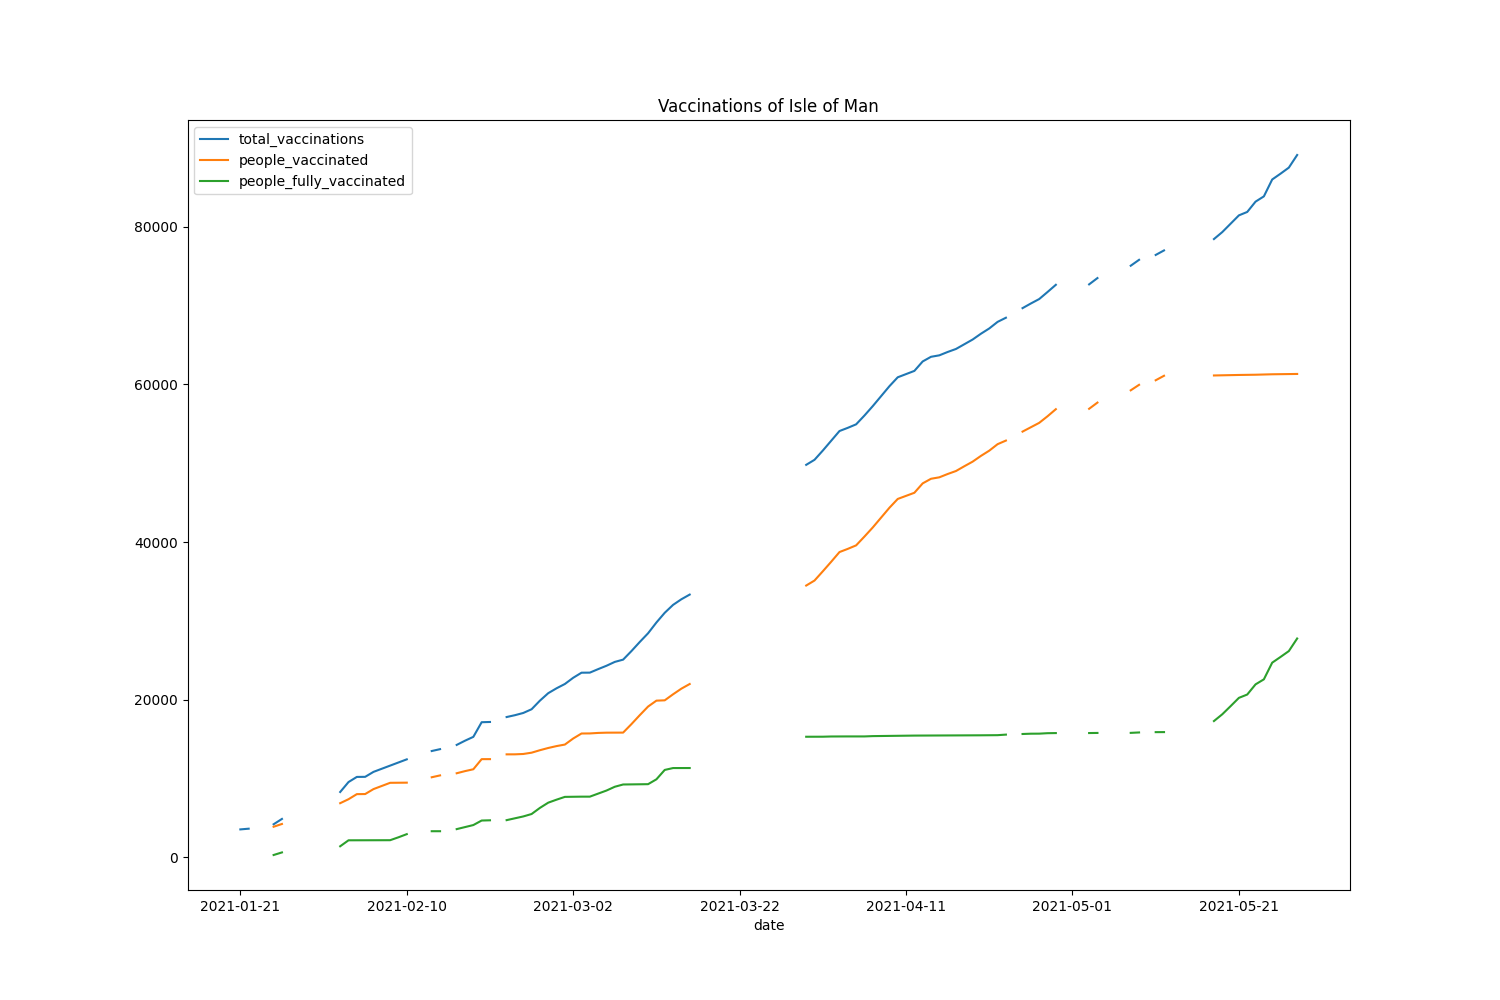 Vaccinations of Isle of Man
total_vaccinations
people_vaccinated
people_fully_vaccinated
80000
60000
40000
20000
0
2021-01-21 2021-02-10 2021-03-02 2021-03-22 2021-04-11 2021-05-01 2021-05-21
date